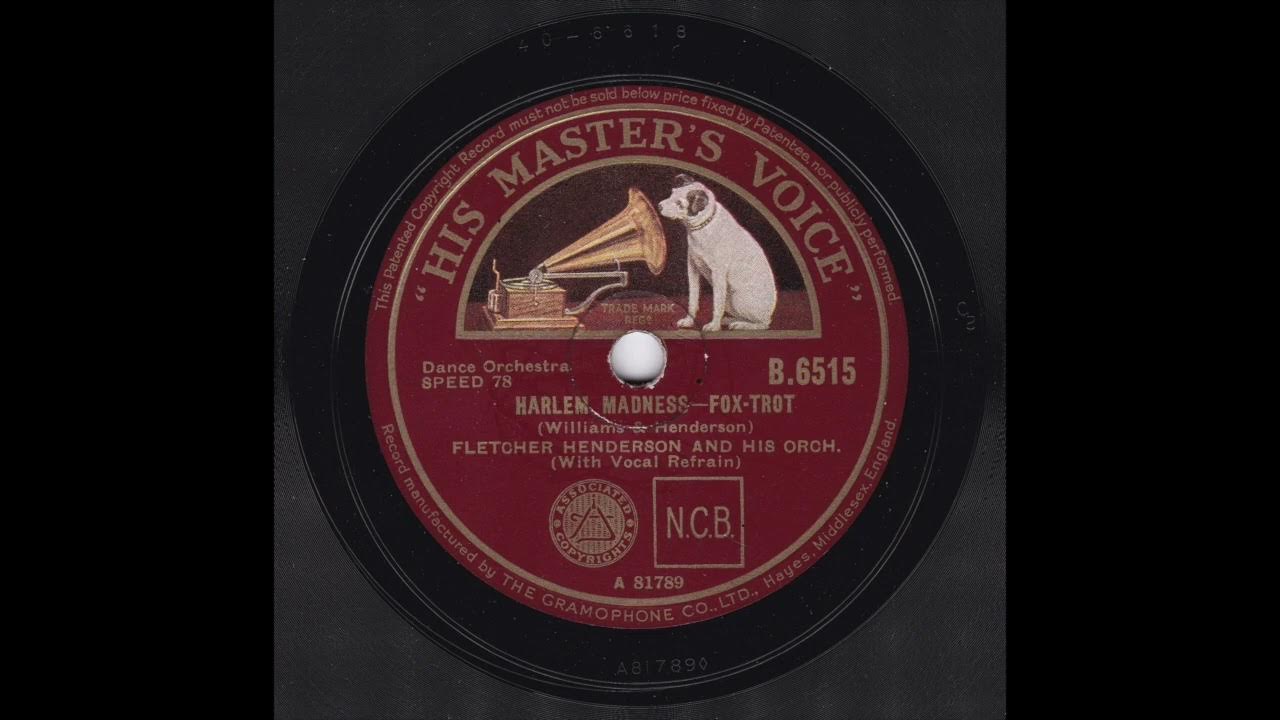 40-6618
This Patented Copyright Record must not be sold below price fixed by Patentee, nor publicly performed.
"HIS MASTER'S VOICE"
TRADE MARK
REGD
Dance Orchestra
SPEED 78
B.6515
HARLEM MADNESS—FOX-TROT
(Williams & Henderson)
FLETCHER HENDERSON AND HIS ORCH.
(With Vocal Refrain)
ASSOCIATED
COPYRIGHTS
N.C.B.
A 81789
Record manufactured by THE GRAMOPHONE CO., LTD., Hayes, Middlesex, England.
A81789◊